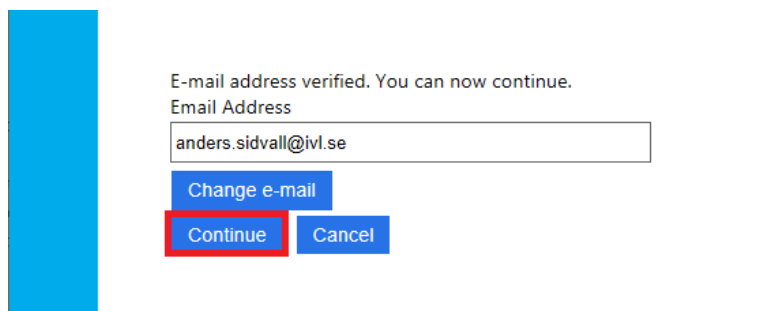 E-mail address verified. You can now continue.
Email Address
anders.sidvall@ivl.se
Change e-mail
Continue Cancel